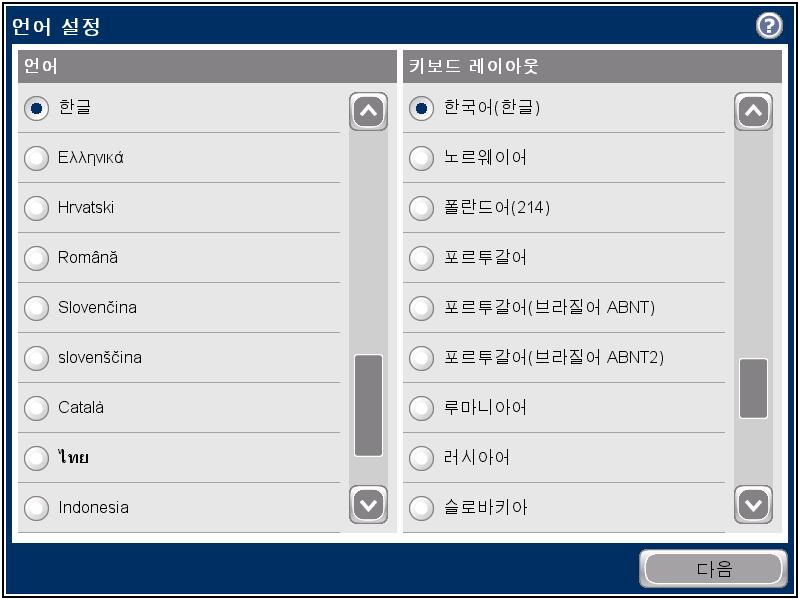 언어 설정
?
언어
한글
Ελληνικά
Hrvatski
Română
Slovenčina
slovenščina
Català
ไทย
Indonesia
키보드 레이아웃
한국어(한글)
노르웨이어
폴란드어(214)
포르투갈어
포르투갈어(브라질어 ABNT)
포르투갈어(브라질어 ABNT2)
루마니아어
러시아어
슬로바키아
다음